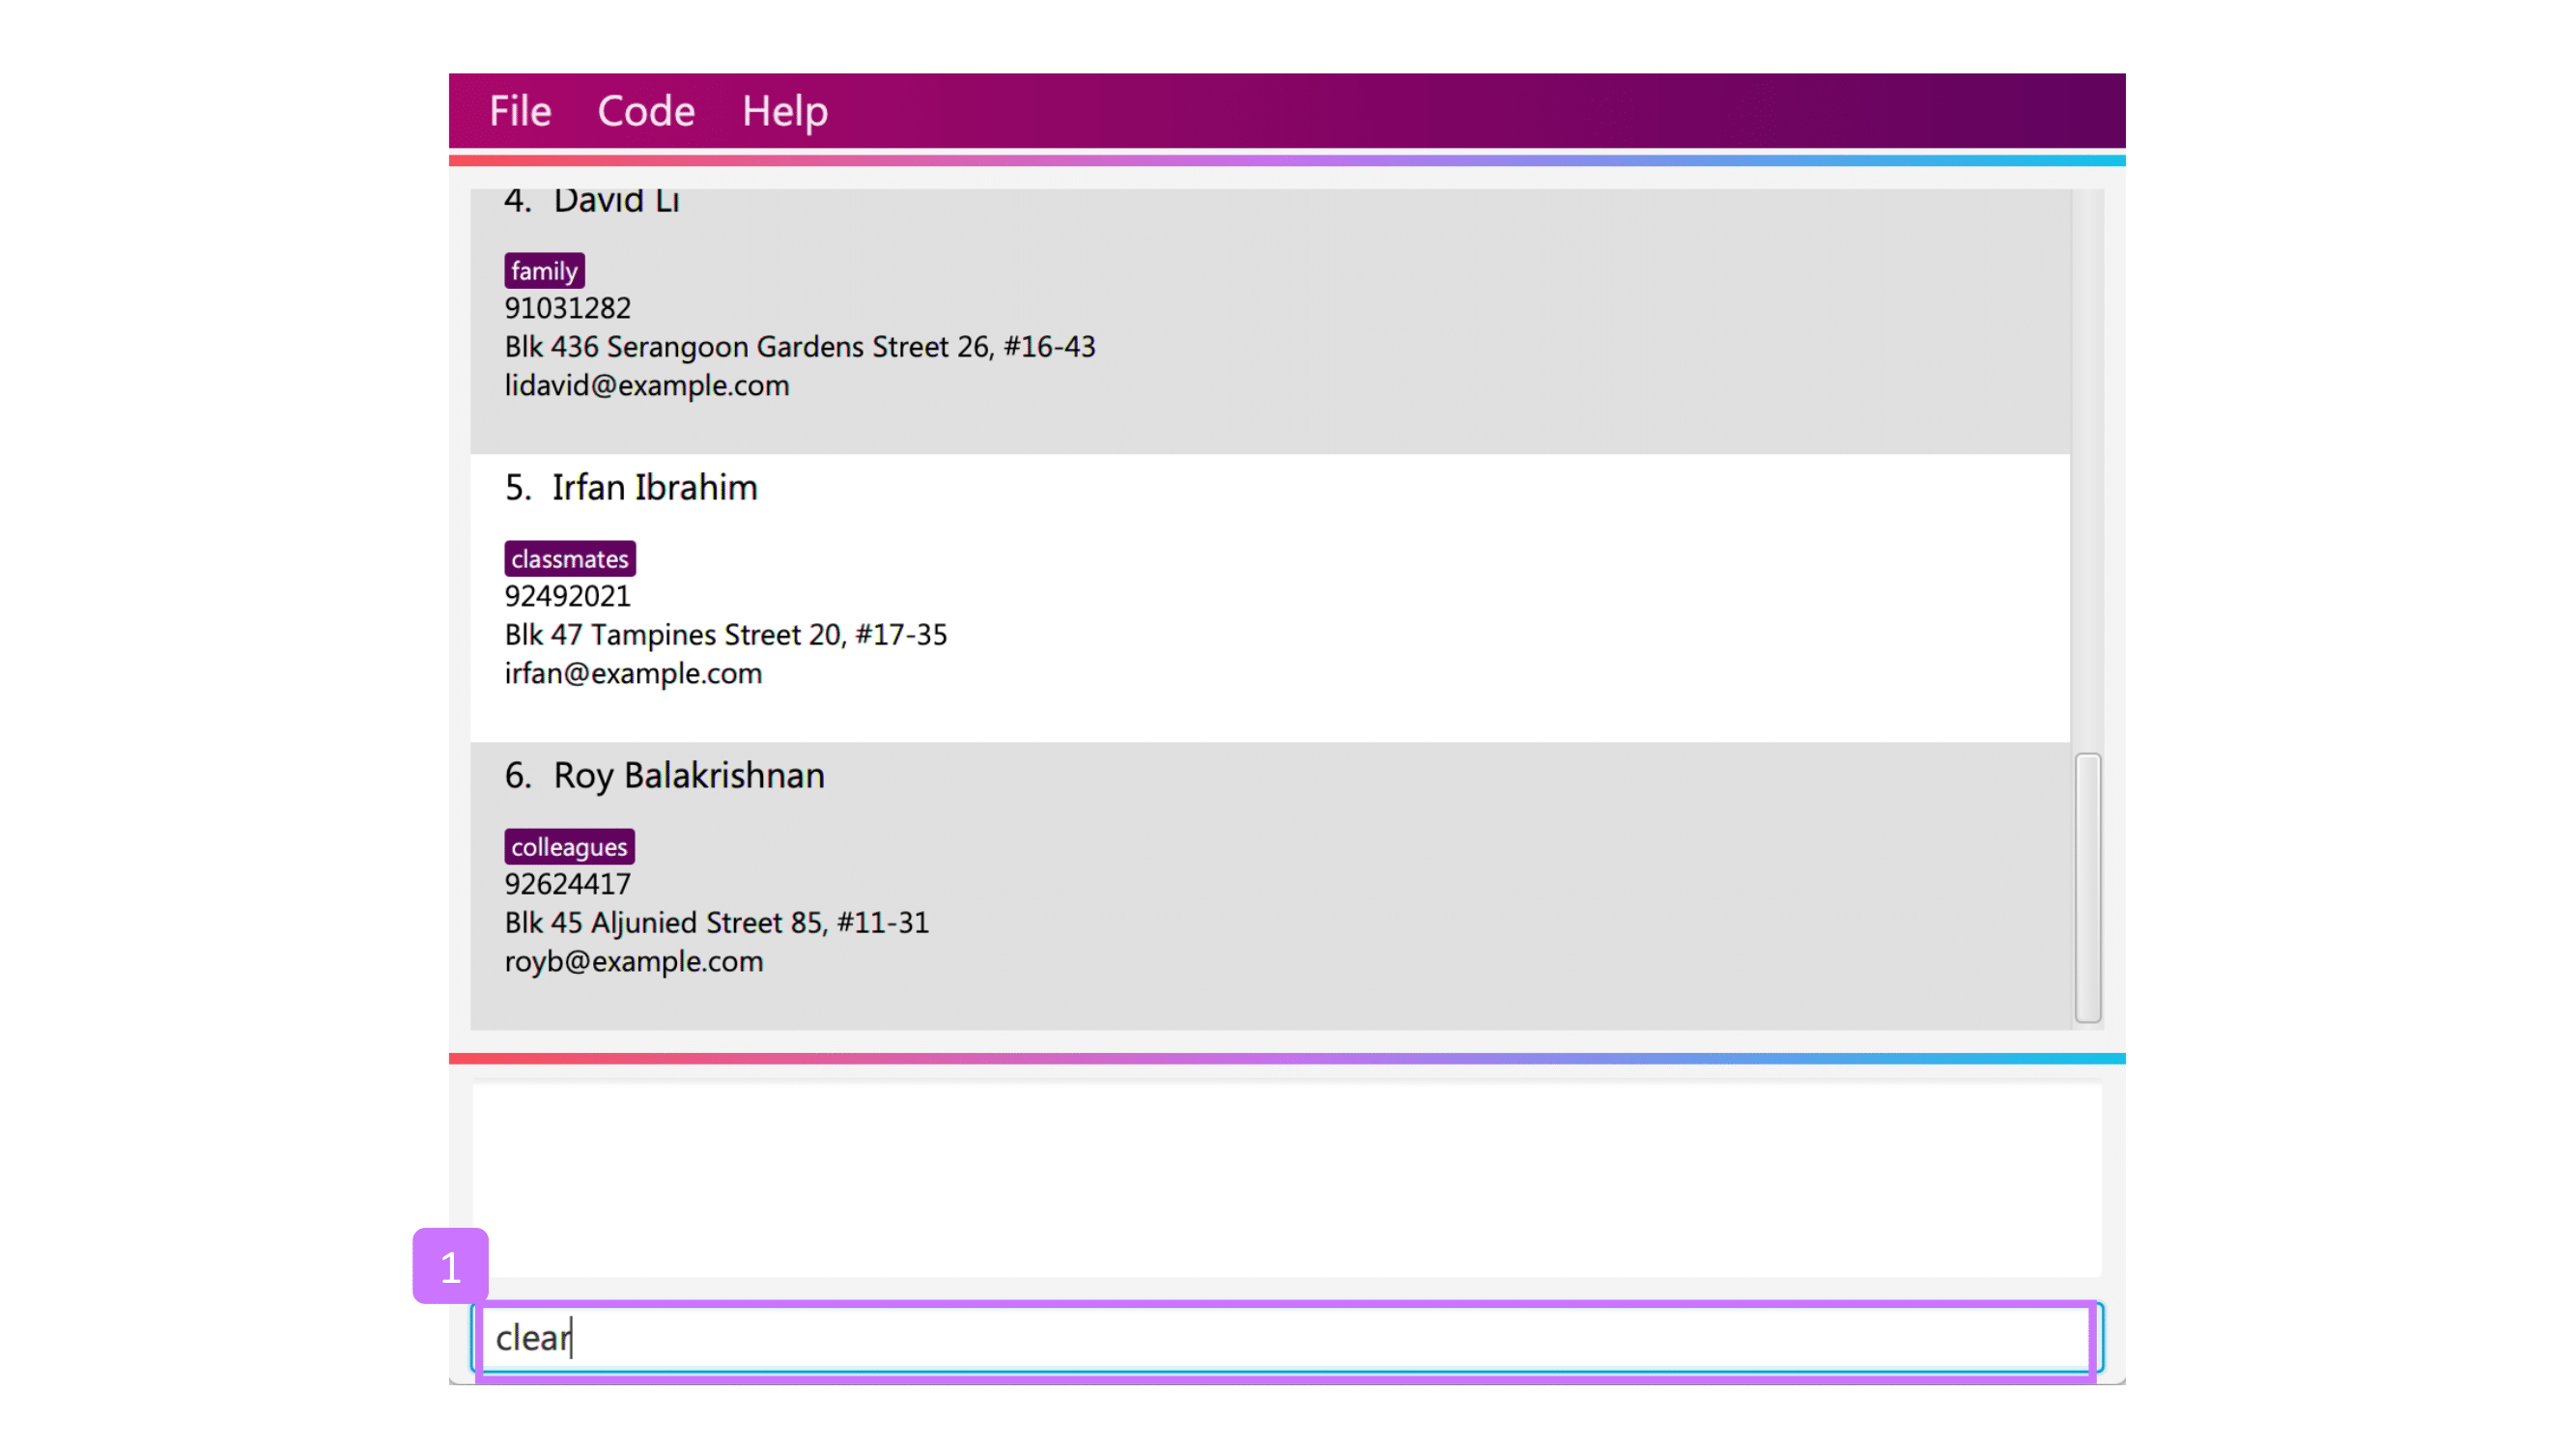 File Code Help
4. David Li
family
91031282
Blk 436 Serangoon Gardens Street 26, #16-43
lidavid@example.com
5. Irfan Ibrahim
classmates
92492021
Blk 47 Tampines Street 20, #17-35
irfan@example.com
6. Roy Balakrishnan
colleagues
92624417
Blk 45 Aljunied Street 85, #11-31
royb@example.com
1
clear